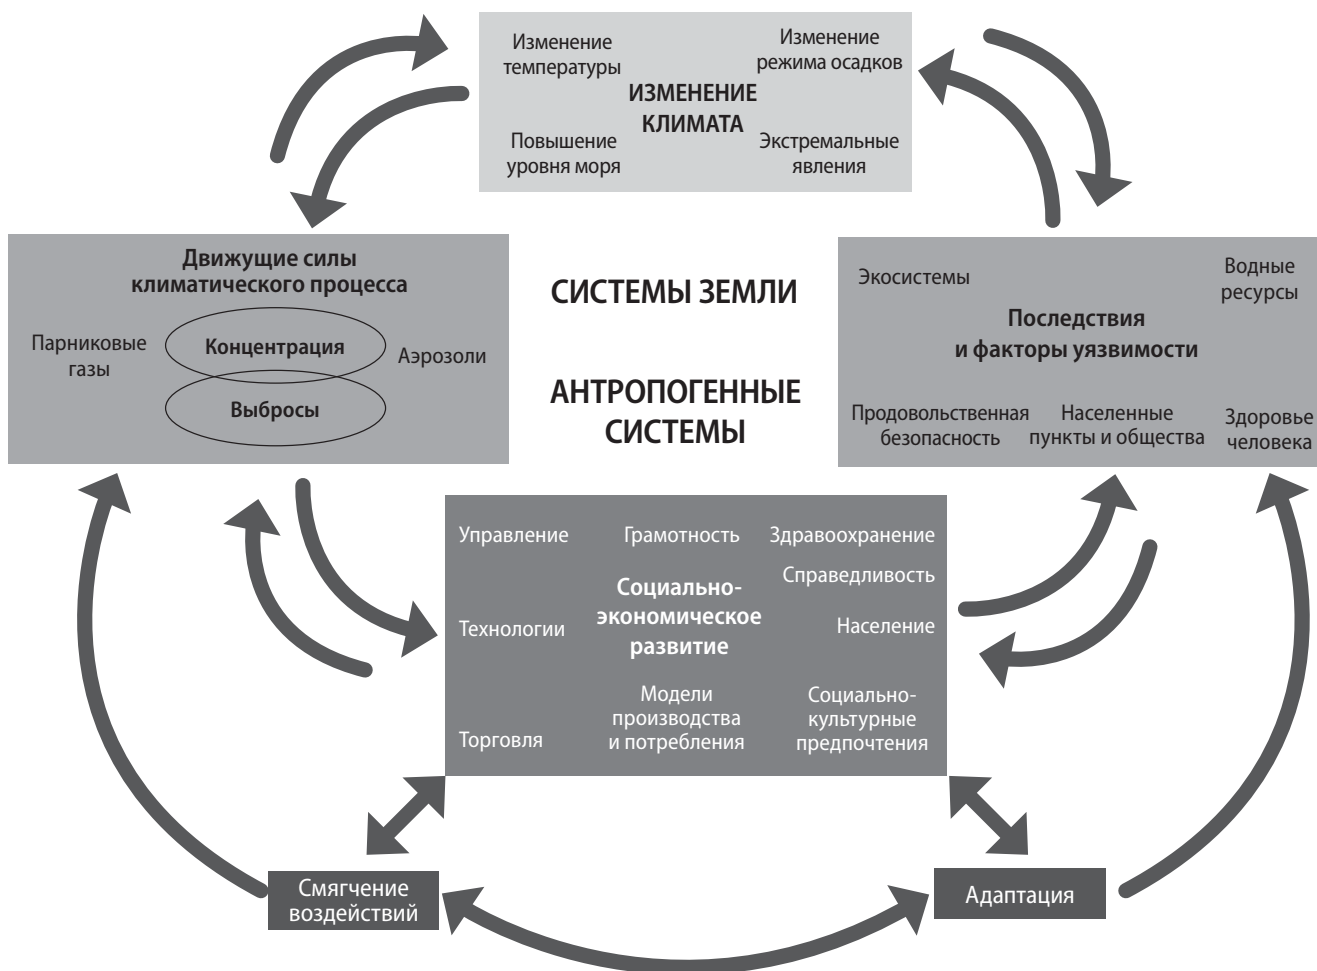 Изменение
температуры
Изменение
режима осадков
ИЗМЕНЕНИЕ
КЛИМАТА
Повышение
уровня моря
Экстремальные
явления
Движущие силы
климатического процесса
Парниковые
газы
Концентрация
Аэрозоли
Выбросы
СИСТЕМЫ ЗЕМЛИ
АНТРОПОГЕННЫЕ
СИСТЕМЫ
Экосистемы
Водные
ресурсы
Последствия
и факторы уязвимости
Продовольственная
безопасность
Населенные
пункты и общества
Здоровье
человека
Управление
Грамотность
Здравоохранение
Справедливость
Социально-
экономическое
развитие
Технологии
Население
Торговля
Модели
производства
и потребления
Социально-
культурные
предпочтения
Смягчение
воздействий
Адаптация